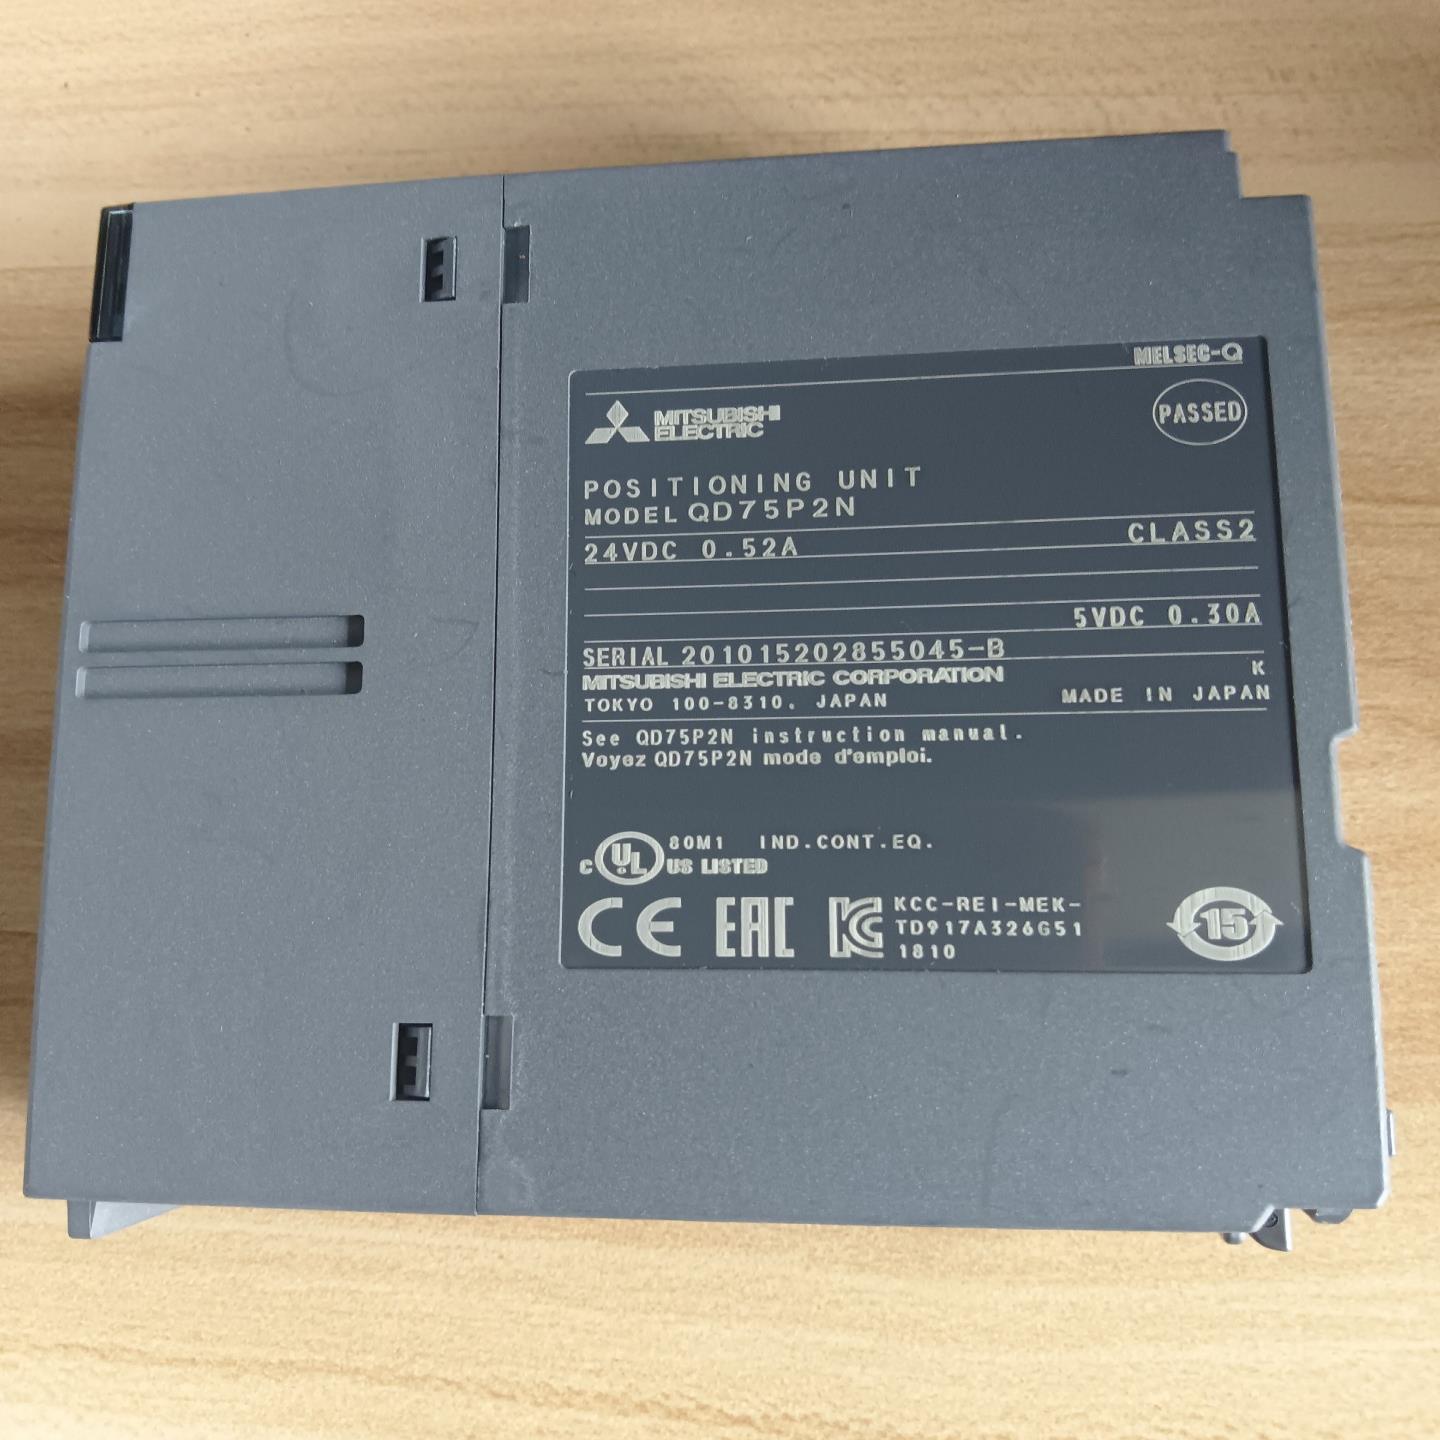 MELSEC-Q
MITSUBISHI
ELECTRIC
PASSED
POSITIONING UNIT
MODEL QD75P2N
24VDC 0.52A CLASS2
5VDC 0.30A
SERIAL 201015202855045-B
MITSUBISHI ELECTRIC CORPORATION K
TOKYO 100-8310, JAPAN MADE IN JAPAN
See QD75P2N instruction manual.
Voyez QD75P2N mode d'emploi.
80M1 IND.CONT.EQ.
C UL US LISTED
CE EAC KC KCC-REI-MEK-
TD917A326G51
1810
15